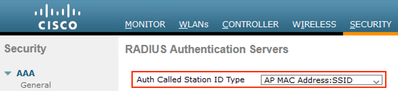 CISCO
MONITOR WLANs CONTROLLER WIRELESS SECURITY
Security
RADIUS Authentication Servers
AAA
General
Auth Called Station ID Type AP MAC Address:SSID